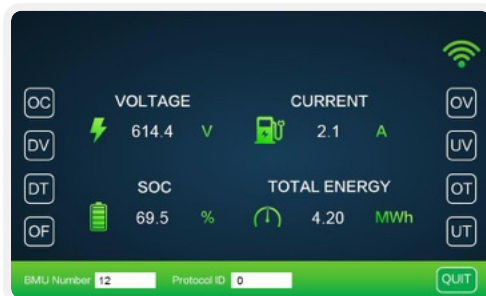 OC
VOLTAGE
CURRENT
OV
614.4 V
2.1 A
DV
UV
DT
SOC
TOTAL ENERGY
OT
69.5 %
4.20 MWh
OF
UT
BMU Number 12 Protocol ID 0 QUIT